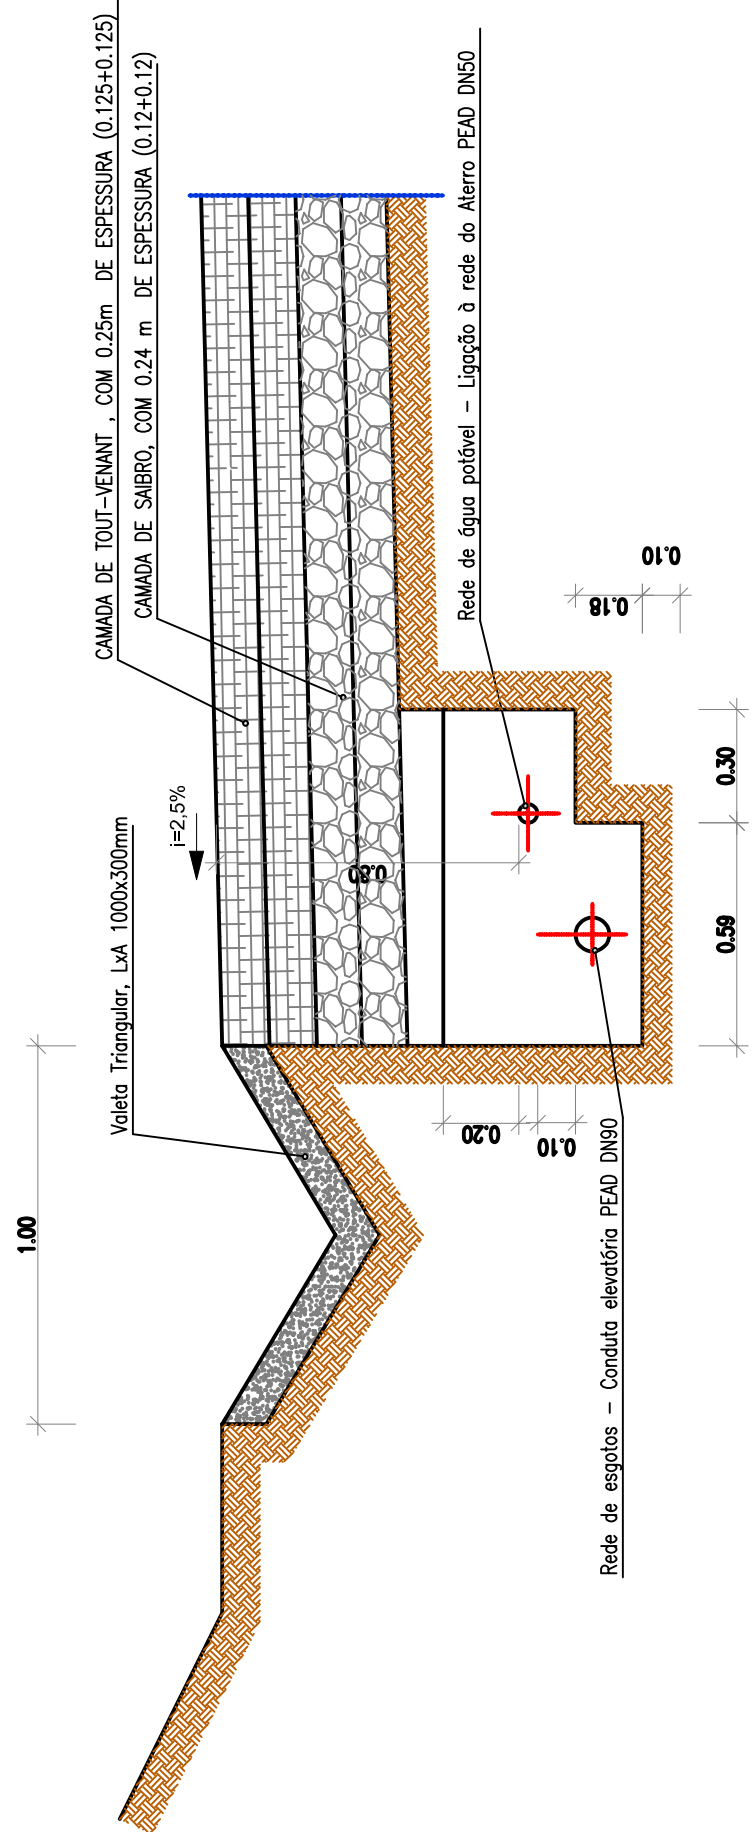 CAMADA DE TOUT-VENANT , COM 0.25m DE ESPESSURA (0.125+0.125)
CAMADA DE SAIBRO, COM 0.24 m DE ESPESSURA (0.12+0.12)
Rede de água potável - Ligação à rede do Aterro PEAD DN50
Valeta Triangular, LxA 1000x300mm
i=2,5%
1.00
0.80
0.10
0.18
0.30
0.59
0.20
0.10
Rede de esgotos - Conduta elevatória PEAD DN90